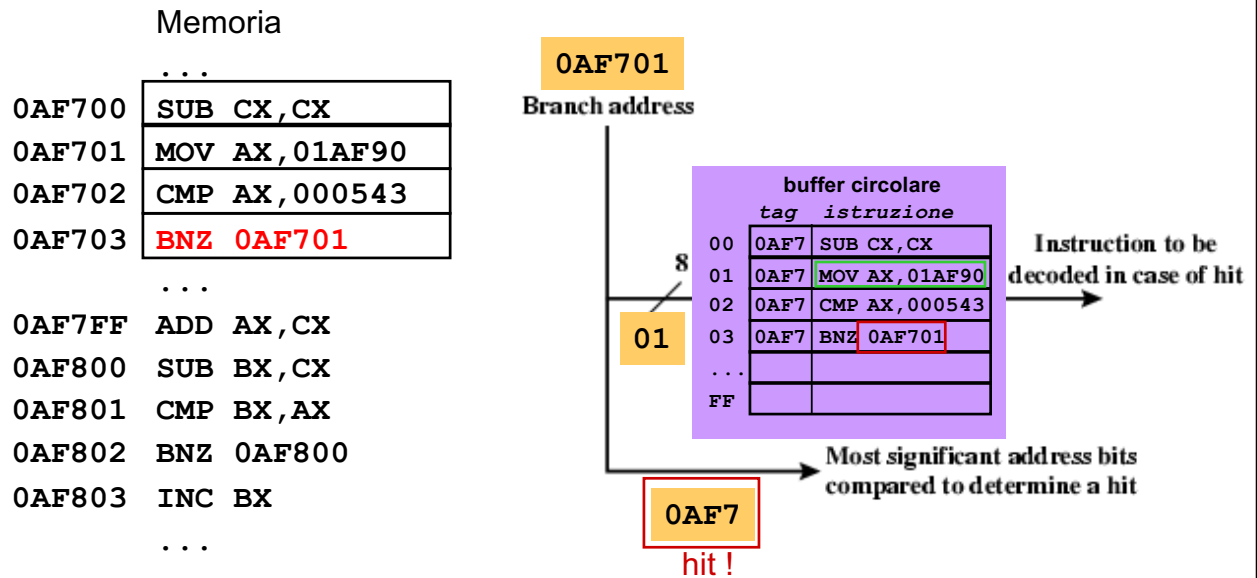 Memoria
...
0AF700 SUB CX,CX
0AF701 MOV AX,01AF90
0AF702 CMP AX,000543
0AF703 BNZ 0AF701
...
0AF7FF ADD AX,CX
0AF800 SUB BX,CX
0AF801 CMP BX,AX
0AF802 BNZ 0AF800
0AF803 INC BX
...
0AF701
Branch address
8
01
buffer circolare
tag istruzione
00 0AF7 SUB CX,CX
01 0AF7 MOV AX,01AF90
02 0AF7 CMP AX,000543
03 0AF7 BNZ 0AF701
...
FF
Instruction to be
decoded in case of hit
Most significant address bits
compared to determine a hit
0AF7
hit !